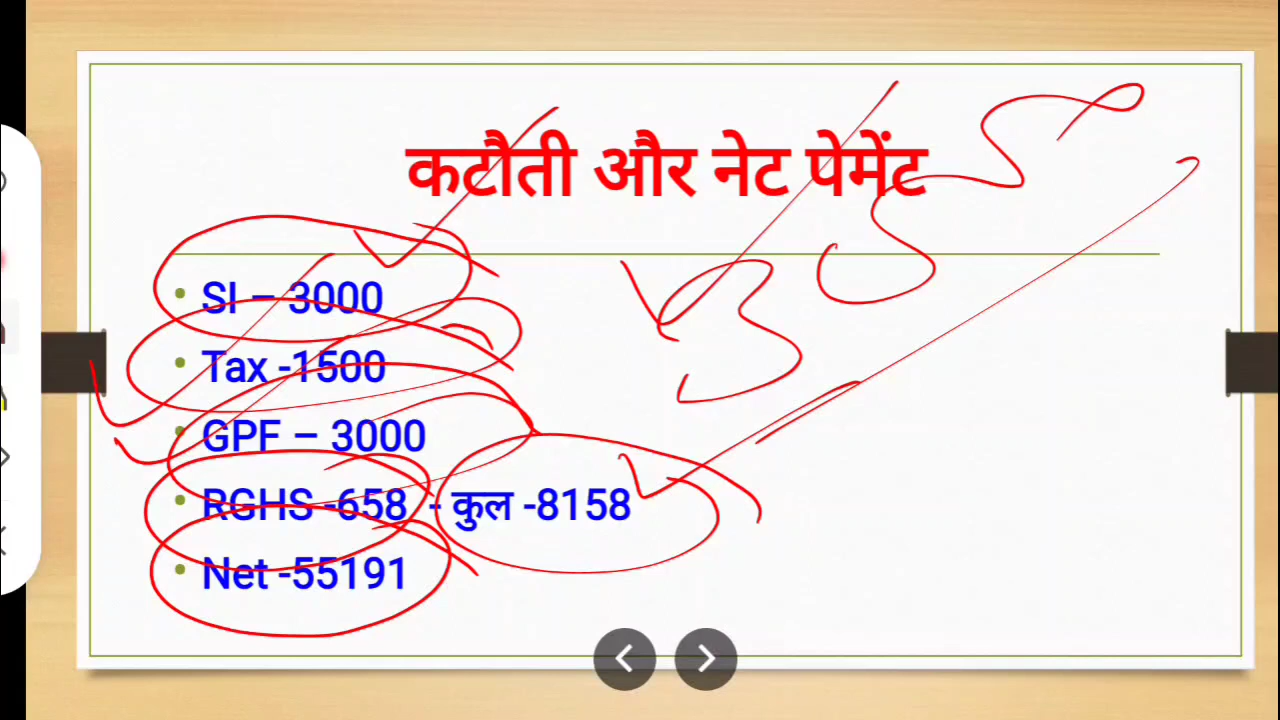 कटौती और नेट पेमेंट
• SI – 3000
• Tax -1500
• GPF – 3000
• RGHS -658 - कुल -8158
• Net -55191